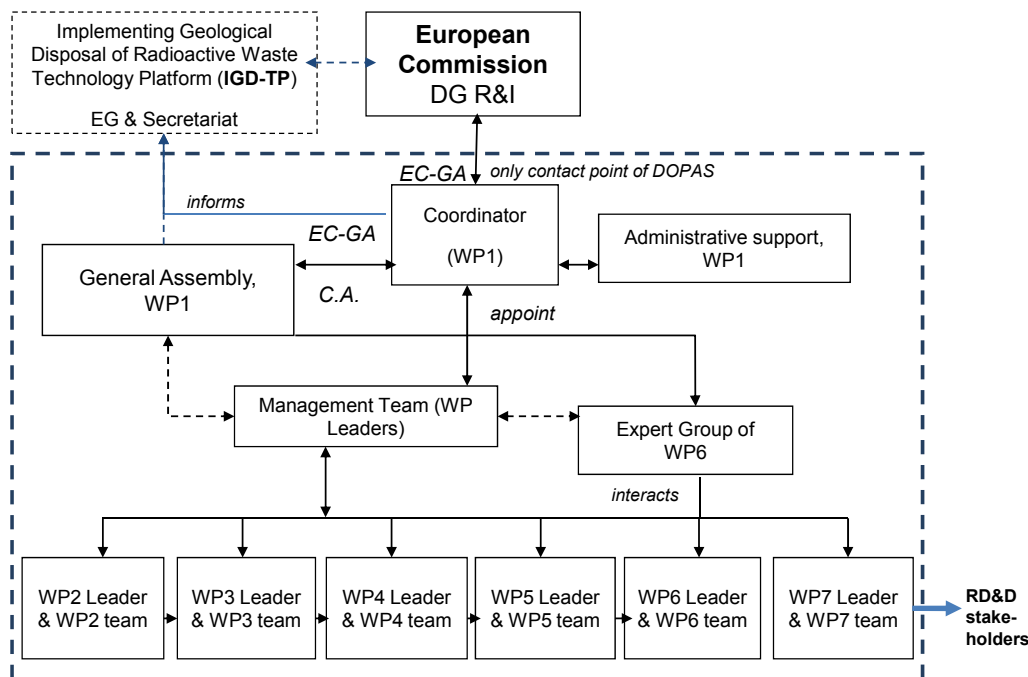 Implementing Geological
Disposal of Radioactive Waste
Technology Platform (IGD-TP)
EG & Secretariat
European
Commission
DG R&I
EC-GA
only contact point of DOPAS
informs
Coordinator
(WP1)
EC-GA
C.A.
Administrative support,
WP1
General Assembly,
WP1
appoint
Management Team (WP
Leaders)
Expert Group of
WP6
interacts
WP2 Leader
& WP2 team
WP3 Leader
& WP3 team
WP4 Leader
& WP4 team
WP5 Leader
& WP5 team
WP6 Leader
& WP6 team
WP7 Leader
& WP7 team
RD&D
stake-
holders